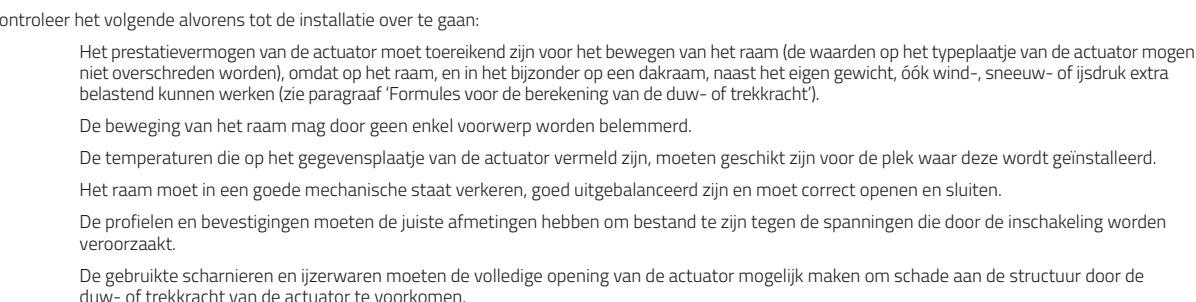 ontroleer het volgende alvorens tot de installatie over te gaan:
Het prestatievermogen van de actuator moet toereikend zijn voor het bewegen van het raam (de waarden op het typeplaatje van de actuator mogen
niet overschreden worden), omdat op het raam, en in het bijzonder op een dakraam, naast het eigen gewicht, óók wind-, sneeuw- of ijsdruk extra
belastend kunnen werken (zie paragraaf ‘Formules voor de berekening van de duw- of trekkracht’).
De beweging van het raam mag door geen enkel voorwerp worden belemmerd.
De temperaturen die op het gegevensplaatje van de actuator vermeld zijn, moeten geschikt zijn voor de plek waar deze wordt geïnstalleerd.
Het raam moet in een goede mechanische staat verkeren, goed uitgebalanceerd zijn en moet correct openen en sluiten.
De profielen en bevestigingen moeten de juiste afmetingen hebben om bestand te zijn tegen de spanningen die door de inschakeling worden
veroorzaakt.
De gebruikte scharnieren en ijzerwaren moeten de volledige opening van de actuator mogelijk maken om schade aan de structuur door de
duw- of trekkracht van de actuator te voorkomen.